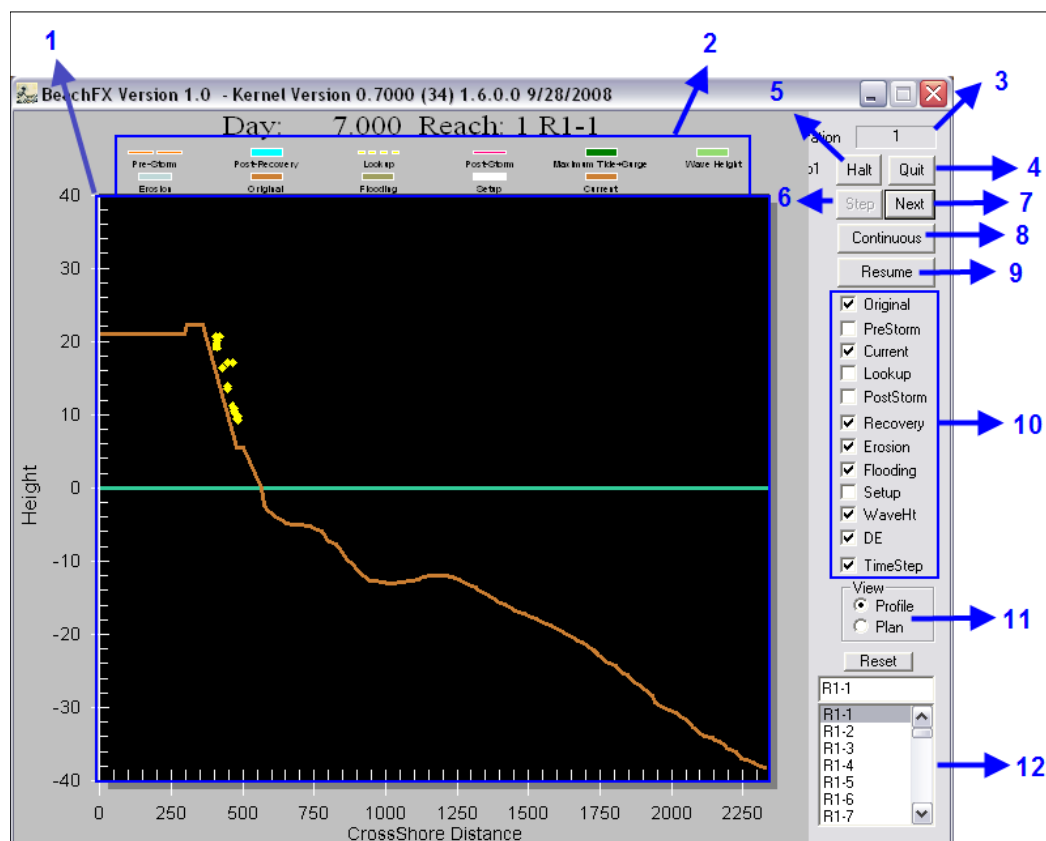 1
2
BeachFX Version 1.0 - Kernel Version 0.7000 (34) 1.6.0.0 9/28/2008
5
3
Day: 7.000 Reach: 1 R1-1
ration 1
Pre-Storm Post-Recovery Lookup Post-Storm Maximum Tide+Surge Wave Height
Erosion Original Flooding Setup Current
o1 Halt Quit
4
6
Step Next
7
Continuous
8
Resume
9
Original
PreStorm
Current
Lookup
PostStorm
Recovery
Erosion
Flooding
Setup
WaveHt
DE
TimeStep
10
View
Profile
Plan
11
Reset
R1-1
R1-1
R1-2
R1-3
R1-4
R1-5
R1-6
R1-7
12
Height
40
30
20
10
0
-10
-20
-30
-40
0 250 500 750 1000 1250 1500 1750 2000 2250
CrossShore Distance